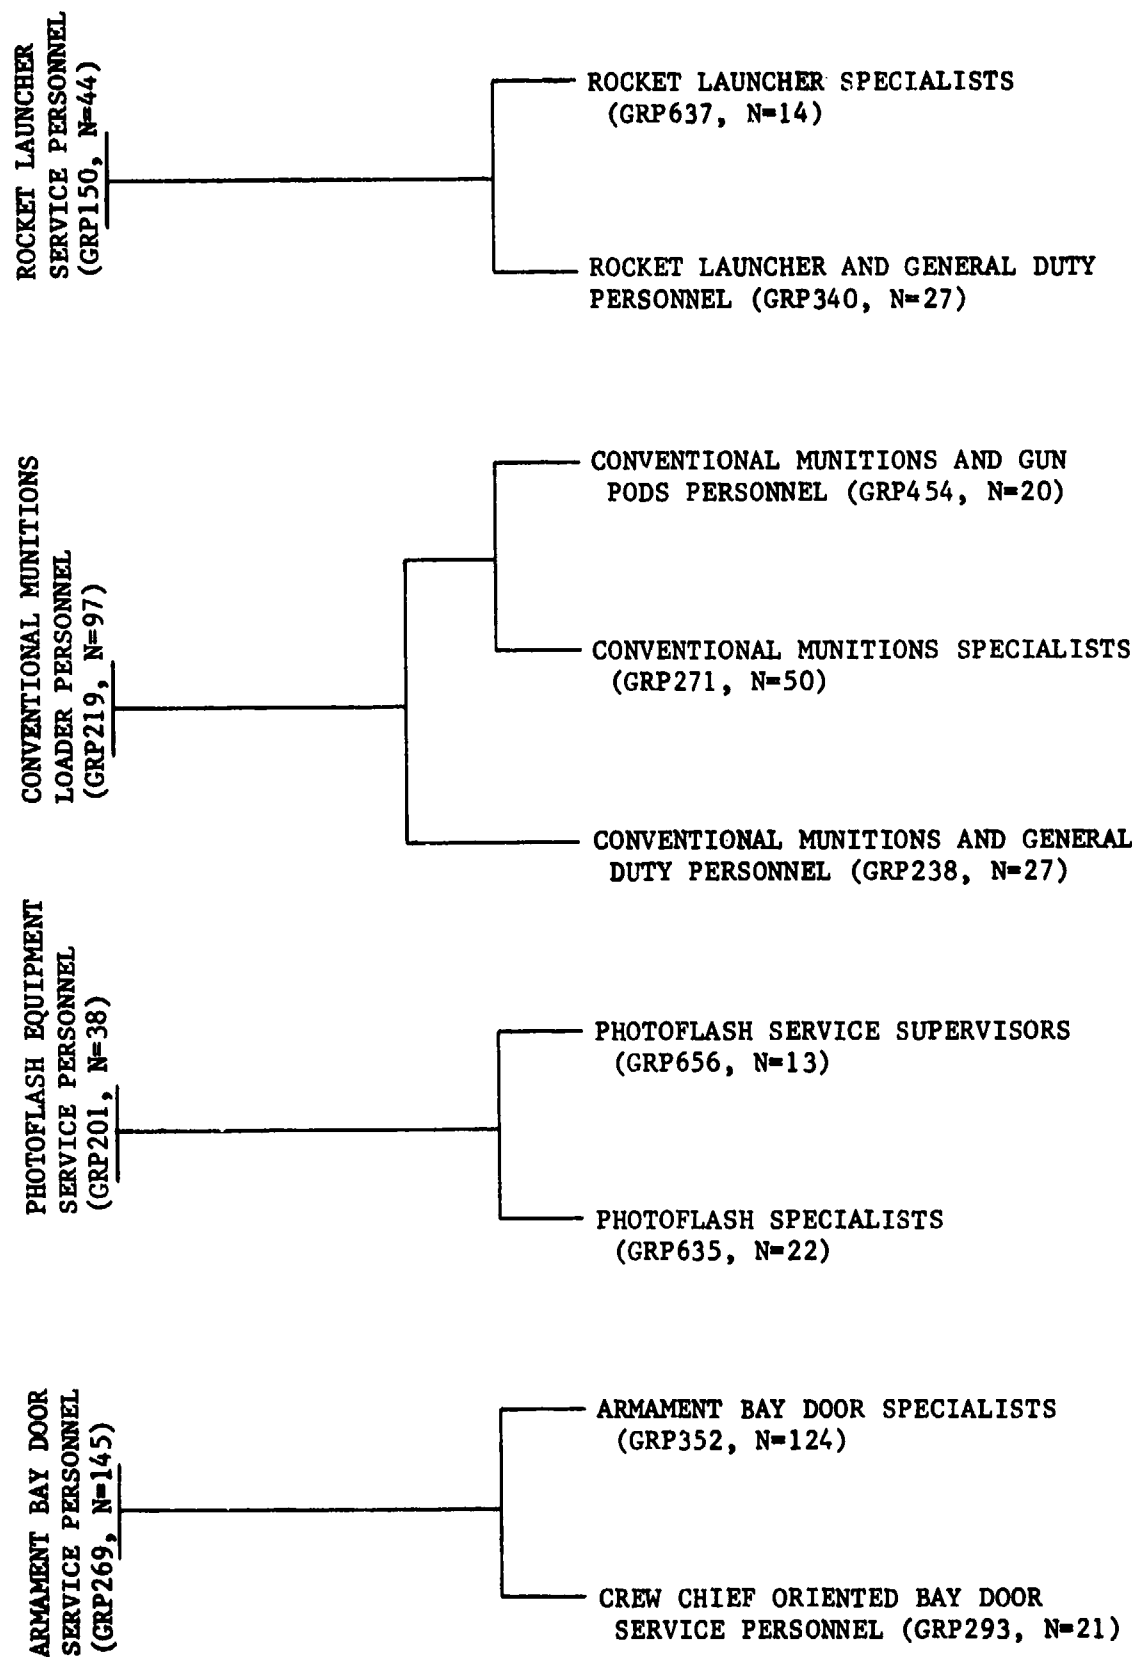 ROCKET LAUNCHER
SERVICE PERSONNEL
(GRP150, N=44)
ROCKET LAUNCHER SPECIALISTS
(GRP637, N=14)
ROCKET LAUNCHER AND GENERAL DUTY
PERSONNEL (GRP340, N=27)
CONVENTIONAL MUNITIONS
LOADER PERSONNEL
(GRP219, N=97)
CONVENTIONAL MUNITIONS AND GUN
PODS PERSONNEL (GRP454, N=20)
CONVENTIONAL MUNITIONS SPECIALISTS
(GRP271, N=50)
CONVENTIONAL MUNITIONS AND GENERAL
DUTY PERSONNEL (GRP238, N=27)
PHOTOFLASH EQUIPMENT
SERVICE PERSONNEL
(GRP201, N=38)
PHOTOFLASH SERVICE SUPERVISORS
(GRP656, N=13)
PHOTOFLASH SPECIALISTS
(GRP635, N=22)
ARMAMENT BAY DOOR
SERVICE PERSONNEL
(GRP269, N=145)
ARMAMENT BAY DOOR SPECIALISTS
(GRP352, N=124)
CREW CHIEF ORIENTED BAY DOOR
SERVICE PERSONNEL (GRP293, N=21)